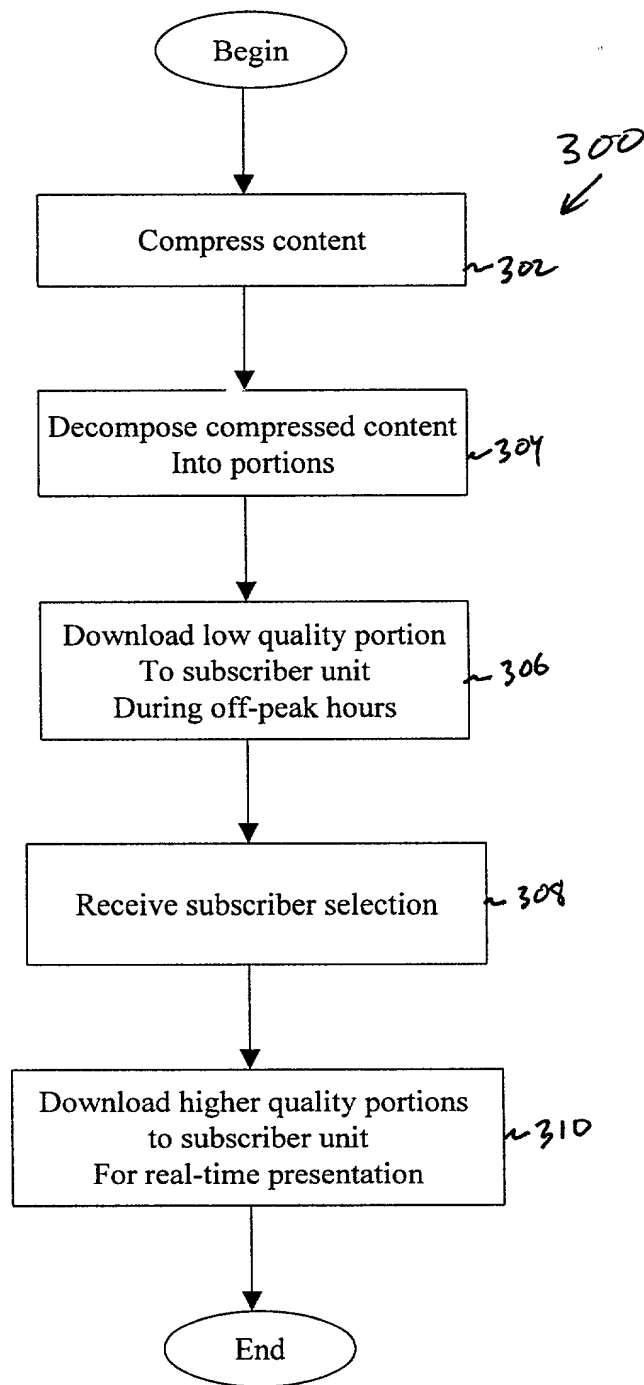 Begin
300
Compress content
302
Decompose compressed content
Into portions
304
Download low quality portion
To subscriber unit
During off-peak hours
306
Receive subscriber selection
308
Download higher quality portions
to subscriber unit
For real-time presentation
310
End